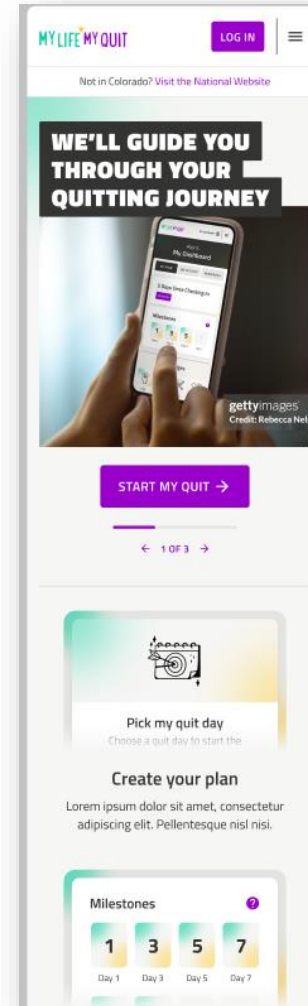 MY LIFE MY QUIT
LOG IN
Not in Colorado? Visit the National Website
WE'LL GUIDE YOU
THROUGH YOUR
QUITTING JOURNEY
My Dashboard
Milestones
1 3 5
gettyimages
Credit: Rebecca Nel
START MY QUIT →
← 1 OF 3 →
Pick my quit day
Choose a quit day to start the
Create your plan
Lorem ipsum dolor sit amet, consectetur
adipiscing elit. Pellentesque nisl nisi.
Milestones ?
1 3 5 7
Day 1 Day 3 Day 5 Day 7